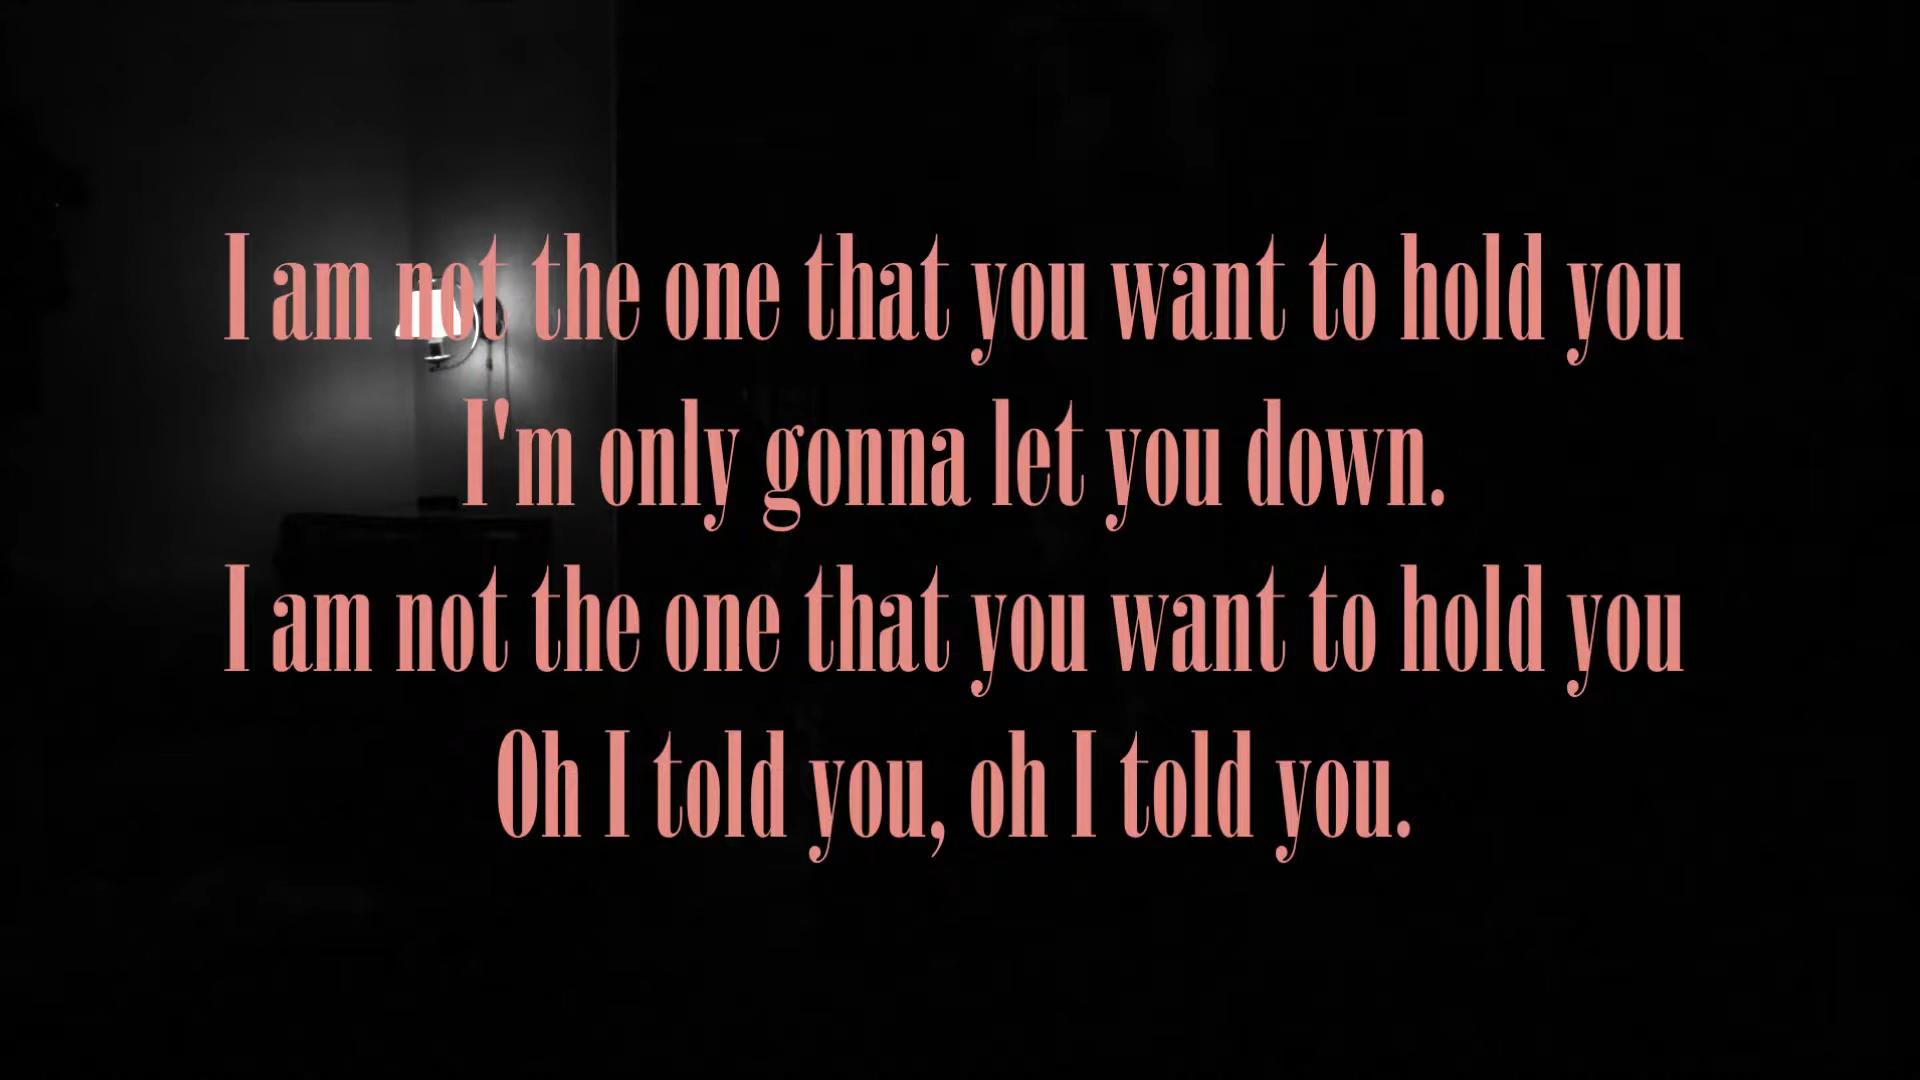 I am not the one that you want to hold you
I'm only gonna let you down.
I am not the one that you want to hold you
Oh I told you, oh I told you.